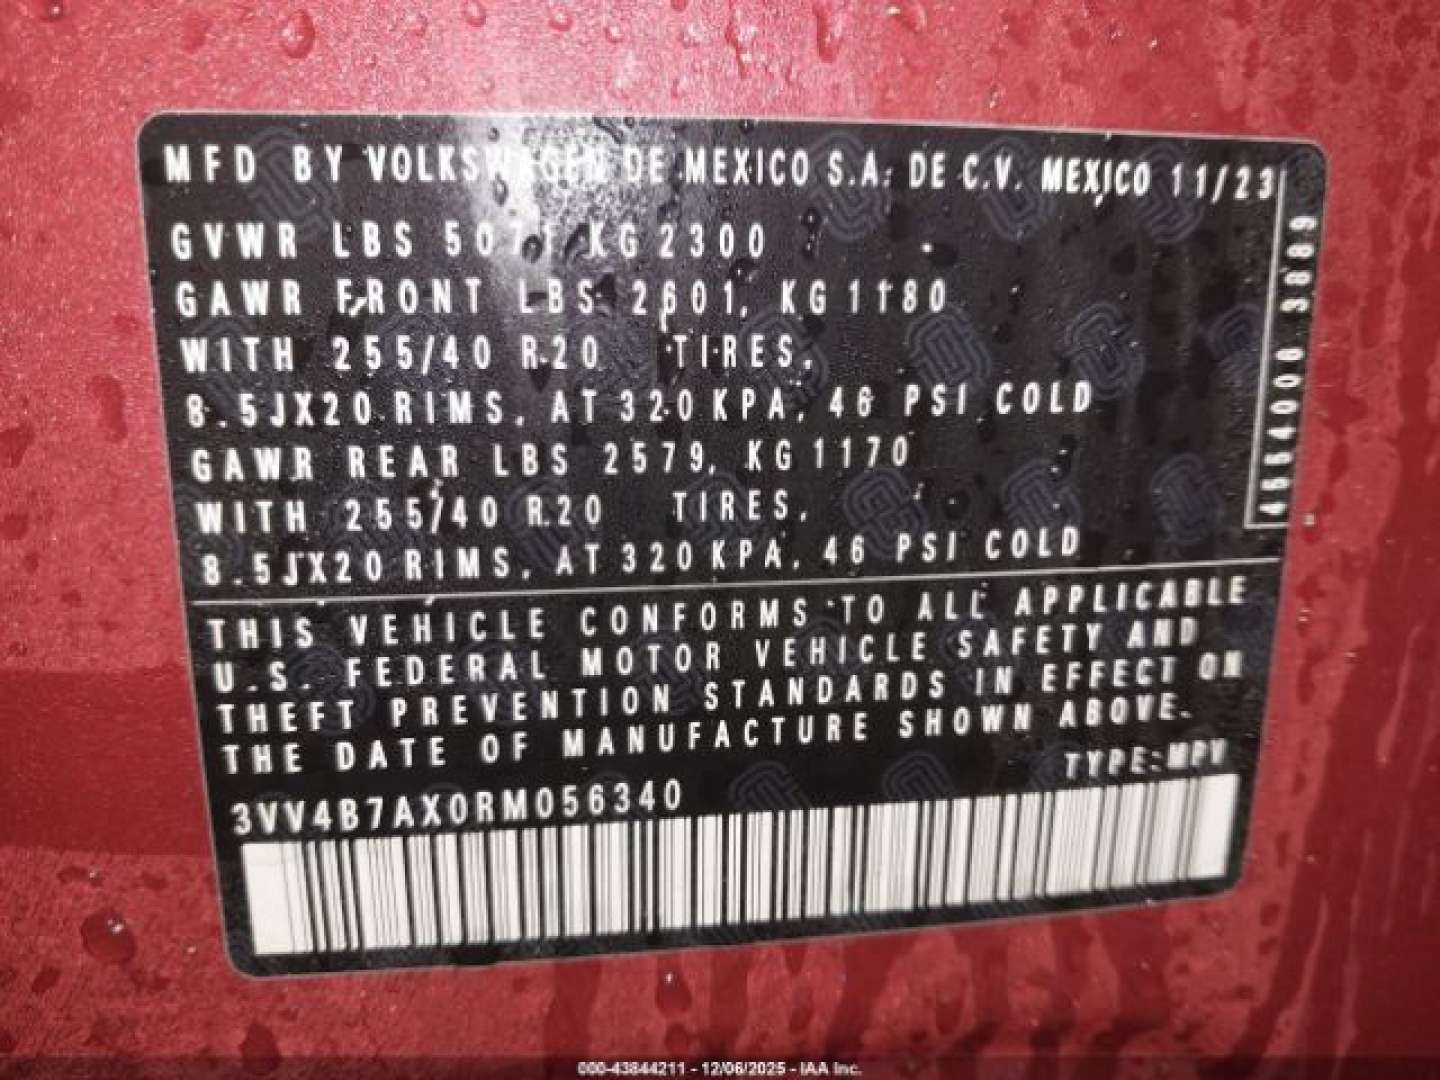 MFD BY VOLKSWAGEN DE MEXICO S.A. DE C.V. MEXICO 11/23
GVWR LBS 5071 KG 2300
GAWR FRONT LBS 2601, KG 1180
WITH 255/40 R20 TIRES,
8.5JX20 RIMS, AT 320 KPA, 46 PSI COLD
GAWR REAR LBS 2579, KG 1170
WITH 255/40 R20 TIRES,
8.5JX20 RIMS, AT 320 KPA, 46 PSI COLD
THIS VEHICLE CONFORMS TO ALL APPLICABLE
U.S. FEDERAL MOTOR VEHICLE SAFETY AND
THEFT PREVENTION STANDARDS IN EFFECT ON
THE DATE OF MANUFACTURE SHOWN ABOVE.
TYPE:MPV
3VV4B7AX0RM056340
000-43844211 - 12/06/2025 - IAA Inc.